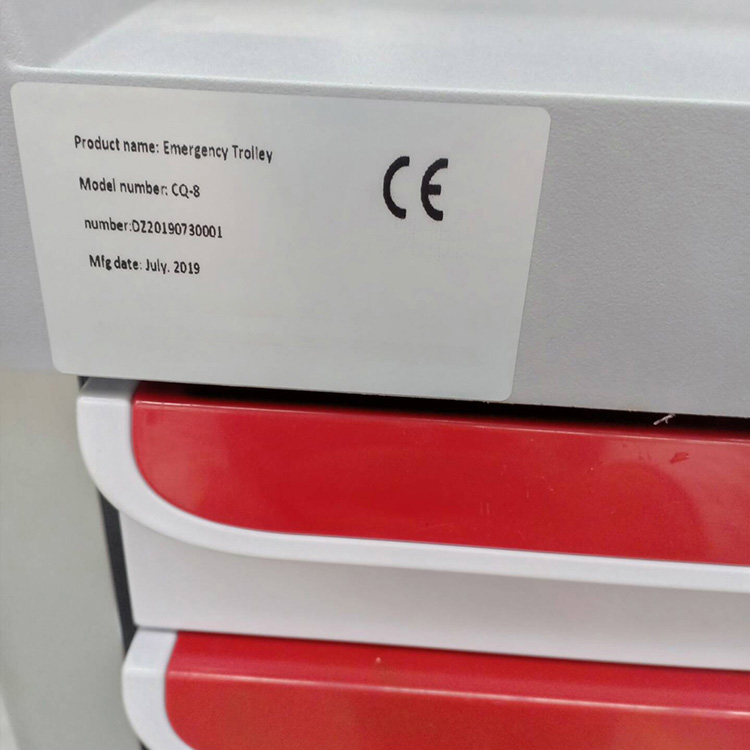 Product name: Emergency Trolley
Model number: CQ-8
number:DZ20190730001
Mfg date: July. 2019
CE